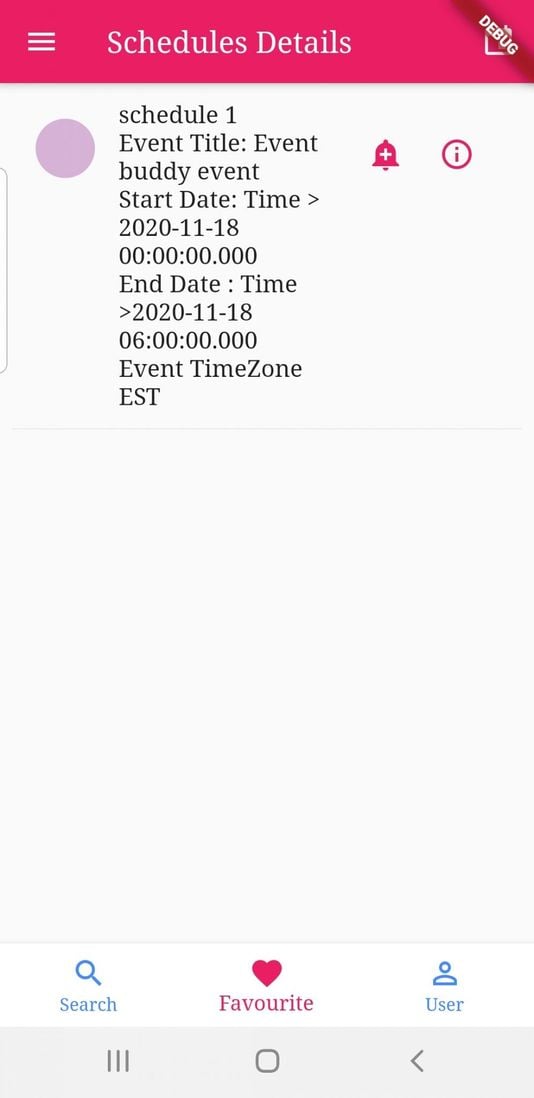 Schedules Details
DEBUG
schedule 1
Event Title: Event
buddy event
Start Date: Time >
2020-11-18
00:00:00.000
End Date : Time
>2020-11-18
06:00:00.000
Event TimeZone
EST
Search
Favourite
User